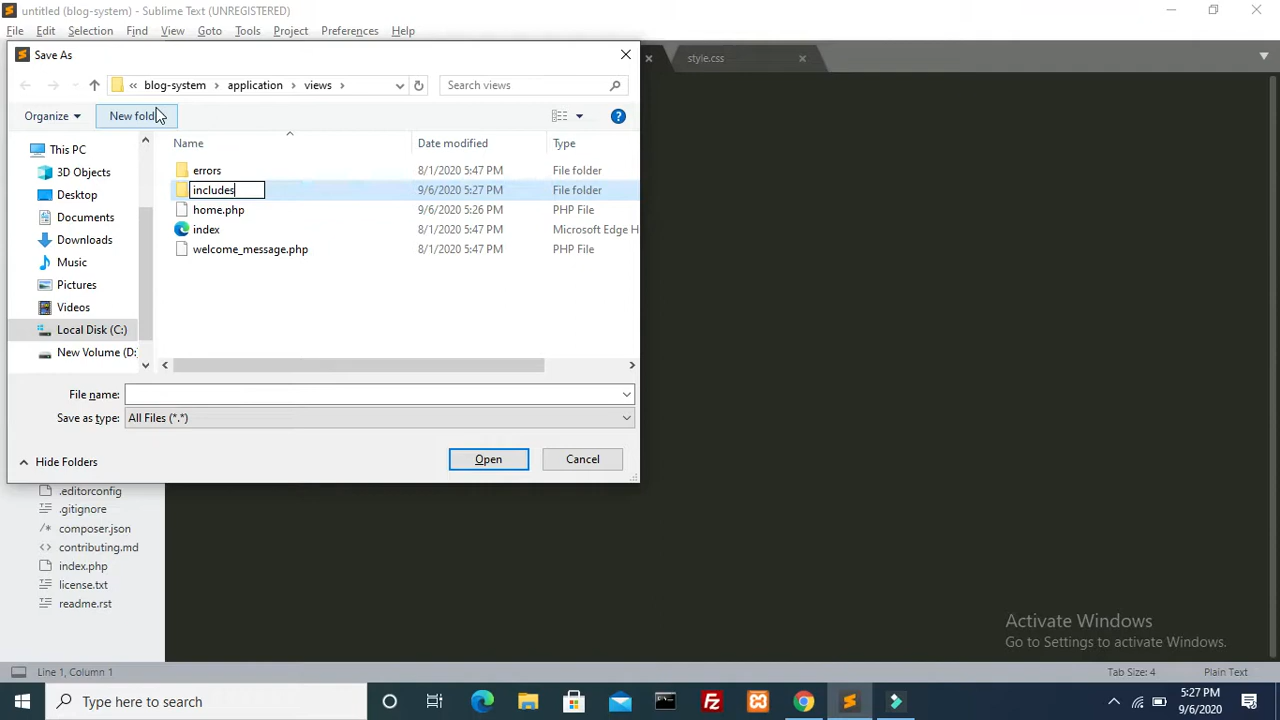 untitled (blog-system) - Sublime Text (UNREGISTERED)
File Edit Selection Find View Goto Tools Project Preferences Help
Save As
style.css
« blog-system › application › views ›
Search views
Organize
New folder
Name
Date modified
Type
This PC
3D Objects
Desktop
Documents
Downloads
Music
Pictures
Videos
Local Disk (C:)
New Volume (D:
errors 8/1/2020 5:47 PM File folder
includes 9/6/2020 5:27 PM File folder
home.php 9/6/2020 5:26 PM PHP File
index 8/1/2020 5:47 PM Microsoft Edge H
welcome_message.php 8/1/2020 5:47 PM PHP File
File name:
Save as type: All Files (*.*)
Hide Folders
Open
Cancel
.editorconfig
.gitignore
composer.json
contributing.md
index.php
license.txt
readme.rst
Activate Windows
Go to Settings to activate Windows.
Line 1, Column 1
Tab Size: 4
Plain Text
Type here to search
5:27 PM
9/6/2020